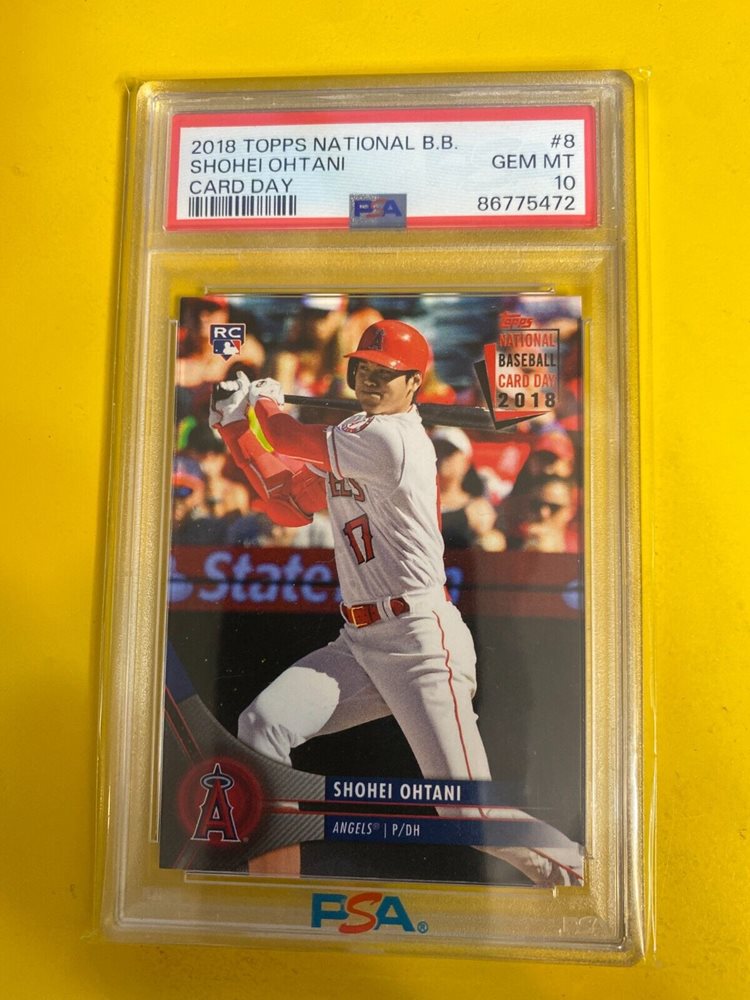 2018 TOPPS NATIONAL B.B.
#8
SHOHEI OHTANI
GEM MT
CARD DAY
10
PSA
86775472
RC
Topps
NATIONAL
BASEBALL
CARD DAY
2018
17
State
SHOHEI OHTANI
A
ANGELS® | P/DH
PSA®